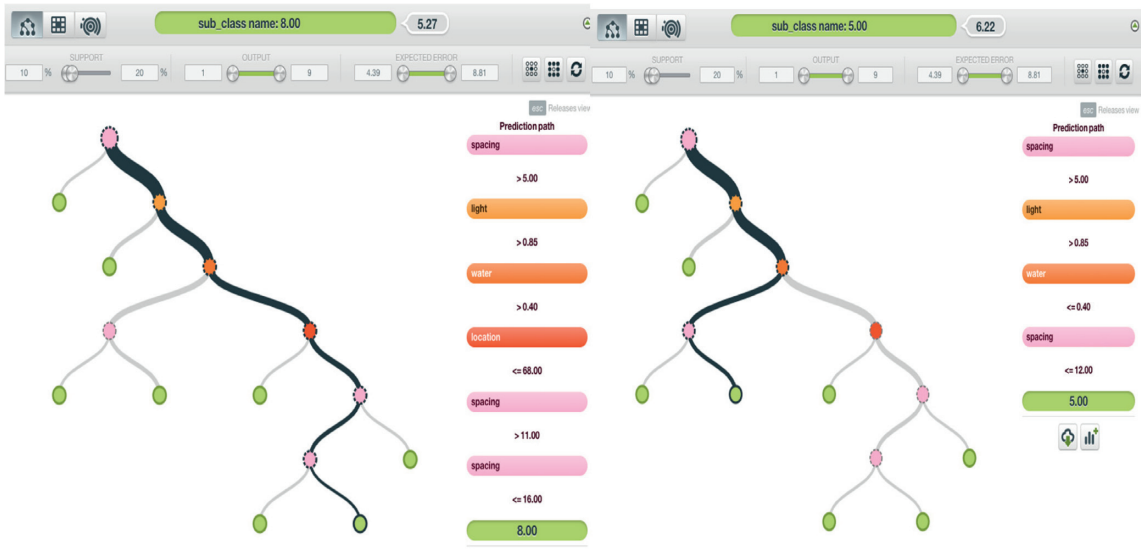 sub_class name: 8.00
5.27
SUPPORT
OUTPUT
EXPECTED ERROR
10 % 20 % 1 9 4.39 8.81
esc Releases view
Prediction path
spacing
> 5.00
light
> 0.85
water
> 0.40
location
<= 68.00
spacing
> 11.00
spacing
<= 16.00
8.00
sub_class name: 5.00
6.22
SUPPORT
OUTPUT
EXPECTED ERROR
10 % 20 % 1 9 4.39 8.81
esc Releases view
Prediction path
spacing
> 5.00
light
> 0.85
water
<= 0.40
spacing
<= 12.00
5.00